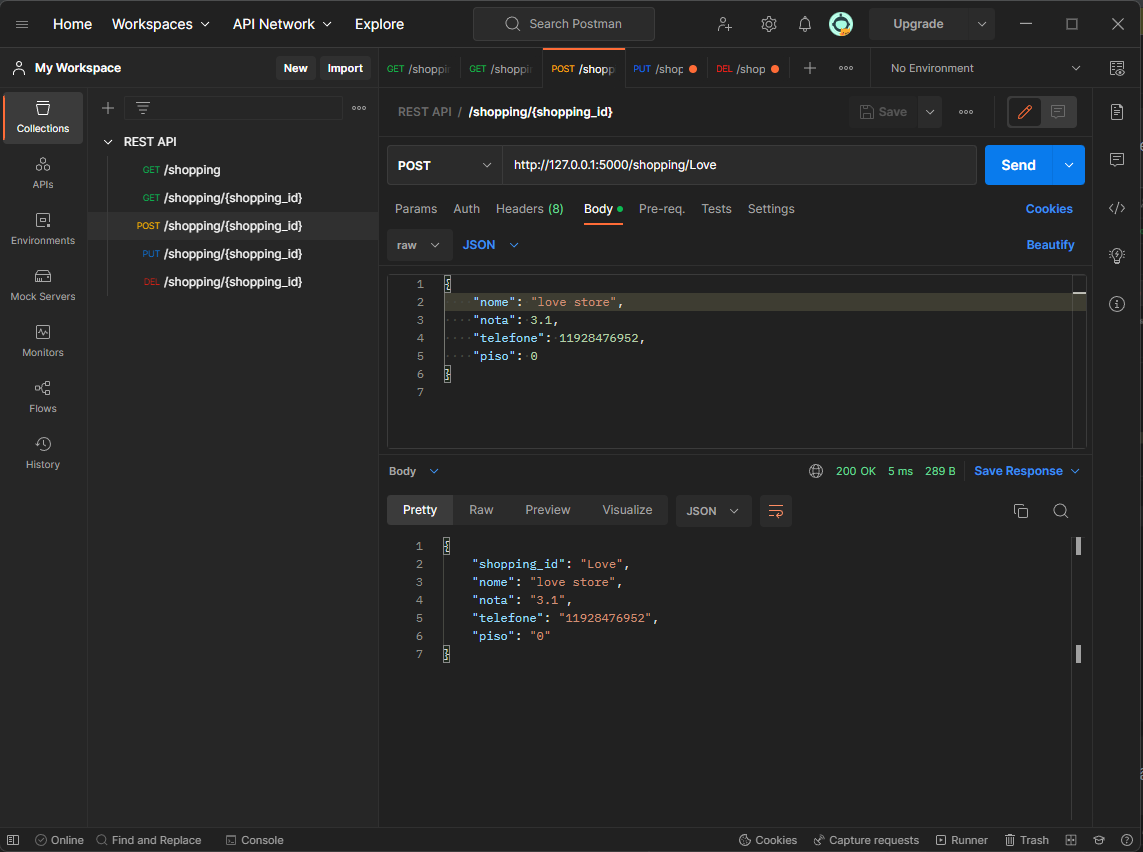 Home Workspaces API Network Explore Search Postman Upgrade
My Workspace New Import GET /shoppi GET /shoppi POST /shopp PUT /shop DEL /shop No Environment
REST API / /shopping/{shopping_id} Save
Collections
APIs
Environments
Mock Servers
Monitors
Flows
History
REST API
GET /shopping
GET /shopping/{shopping_id}
POST /shopping/{shopping_id}
PUT /shopping/{shopping_id}
DEL /shopping/{shopping_id}
POST http://127.0.0.1:5000/shopping/Love Send
Params Auth Headers (8) Body Pre-req. Tests Settings Cookies
raw JSON Beautify
1 {
2 "nome": "love store",
3 "nota": 3.1,
4 "telefone": 11928476952,
5 "piso": 0
6 }
7
Body 200 OK 5 ms 289 B Save Response
Pretty Raw Preview Visualize JSON
1 {
2 "shopping_id": "Love",
3 "nome": "love store",
4 "nota": "3.1",
5 "telefone": "11928476952",
6 "piso": "0"
7 }
Online Find and Replace Console Cookies Capture requests Runner Trash